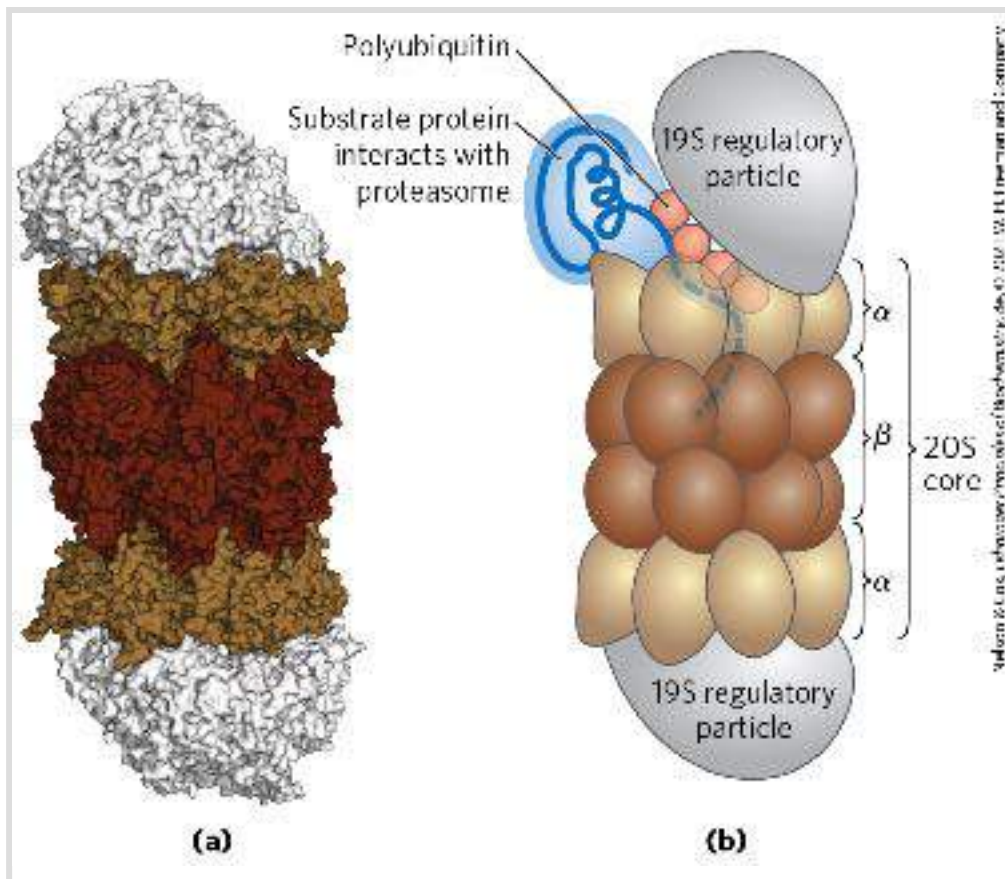 Polyubiquitin
Substrate protein
interacts with
proteasome
19S regulatory
particle
α
β
α
20S
core
19S regulatory
particle
(a)
(b)